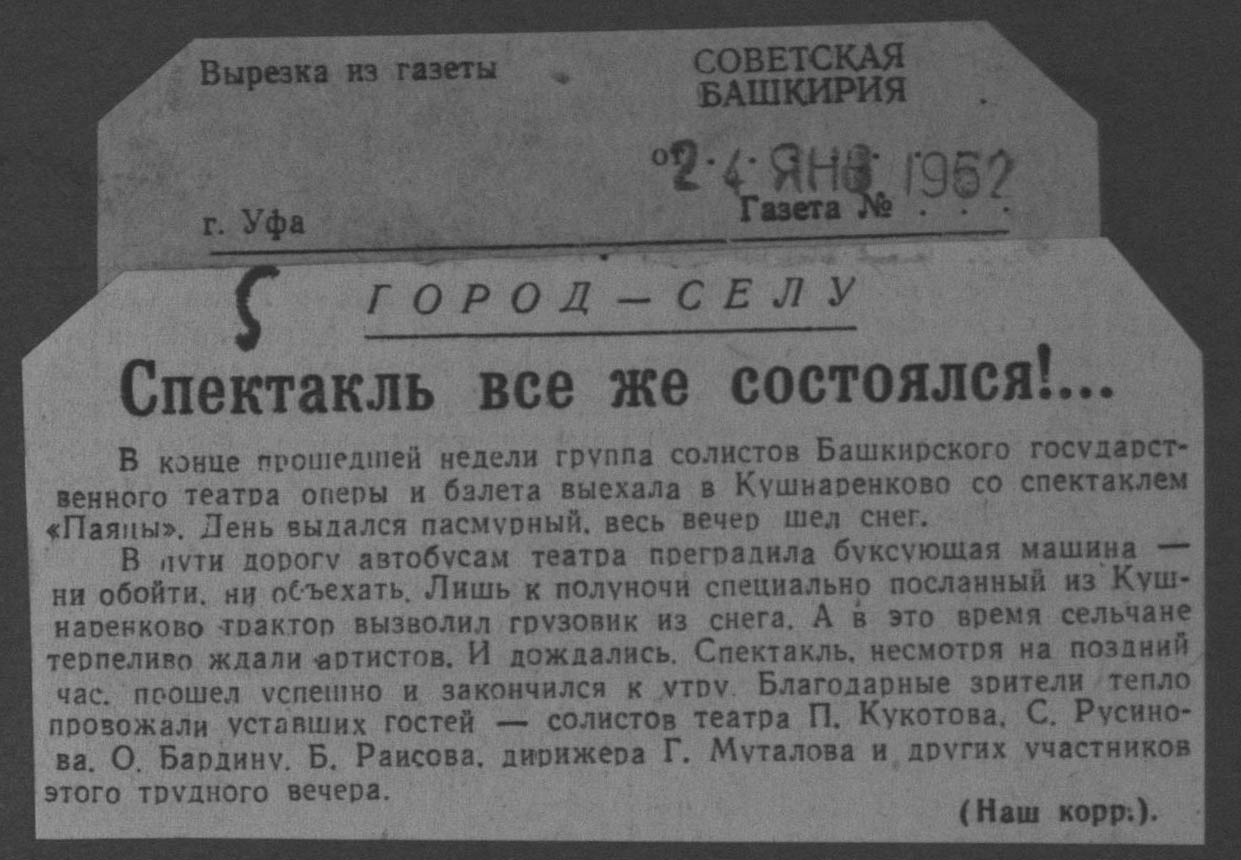 Вырезка из газеты
СОВЕТСКАЯ
БАШКИРИЯ
от 24 ЯНВ 1962
г. Уфа
Газета № . . .
ГОРОД — СЕЛУ
Спектакль все же состоялся!...
В конце прошедшей недели группа солистов Башкирского государст-
венного театра оперы и балета выехала в Кушнаренково со спектаклем
«Паяцы». День выдался пасмурный, весь вечер шел снег.
В пути дорогу автобусам театра преградила буксующая машина —
ни обойти, ни объехать. Лишь к полуночи специально посланный из Куш-
наренково трактор вызволил грузовик из снега. А в это время сельчане
терпеливо ждали артистов. И дождались. Спектакль, несмотря на поздний
час, прошел успешно и закончился к утру. Благодарные зрители тепло
провожали уставших гостей — солистов театра П. Кукотова, С. Русино-
ва, О. Бардину, Б. Раисова, дирижера Г. Муталова и других участников
этого трудного вечера.
(Наш корр.).